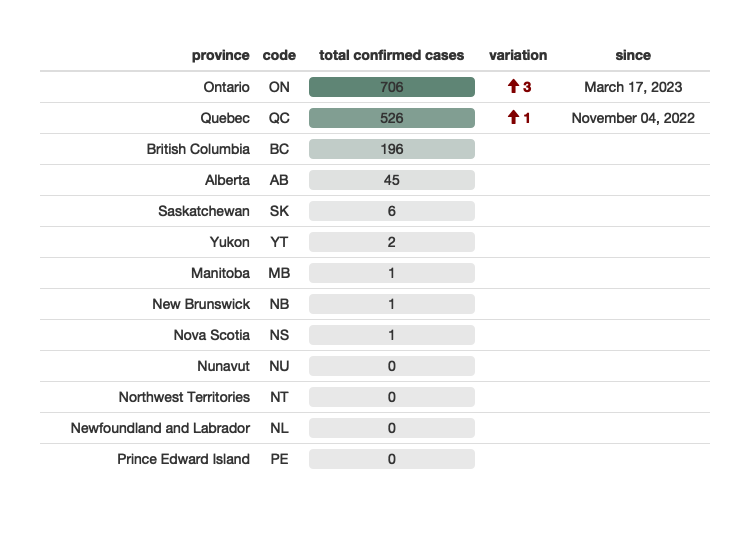 province code total confirmed cases variation since
Ontario ON 706 ⬆ 3 March 17, 2023
Quebec QC 526 ⬆ 1 November 04, 2022
British Columbia BC 196
Alberta AB 45
Saskatchewan SK 6
Yukon YT 2
Manitoba MB 1
New Brunswick NB 1
Nova Scotia NS 1
Nunavut NU 0
Northwest Territories NT 0
Newfoundland and Labrador NL 0
Prince Edward Island PE 0